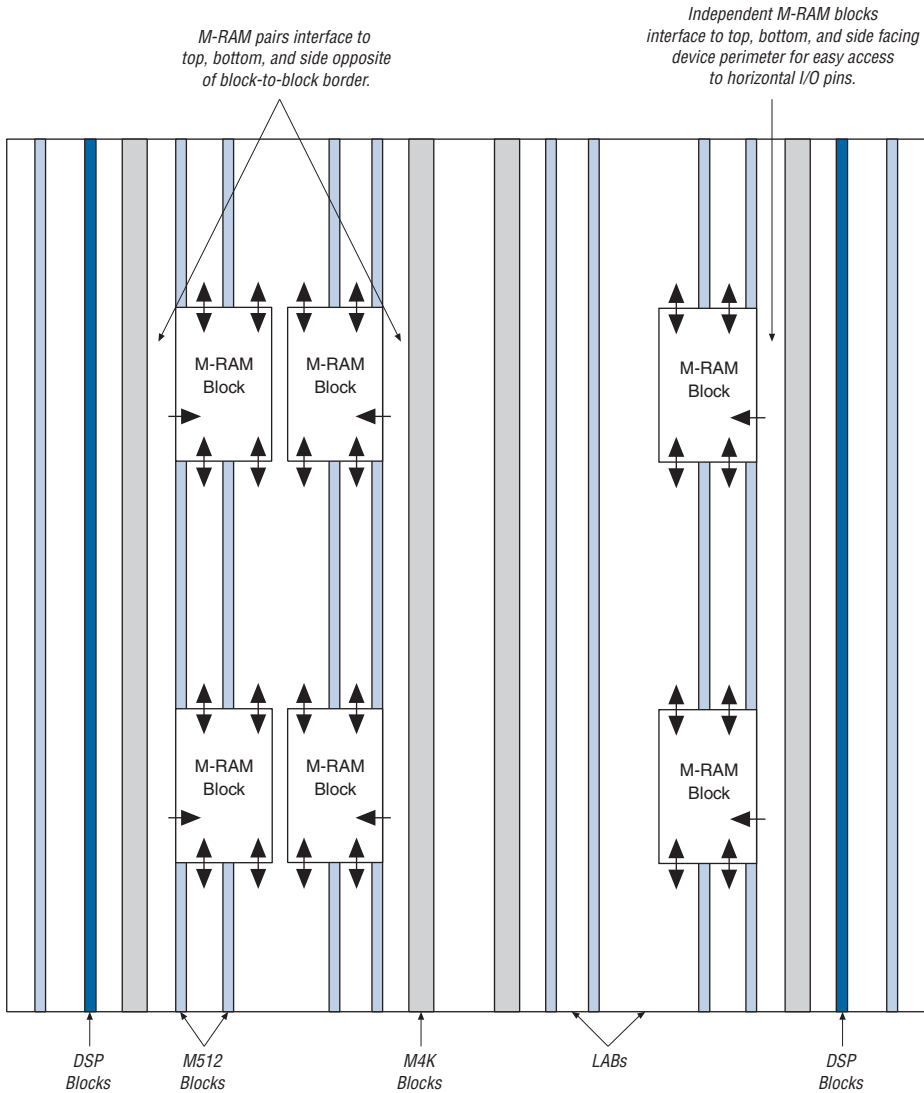 M-RAM pairs interface to
top, bottom, and side opposite
of block-to-block border.
Independent M-RAM blocks
interface to top, bottom, and side facing
device perimeter for easy access
to horizontal I/O pins.
M-RAM
Block
M-RAM
Block
M-RAM
Block
M-RAM
Block
M-RAM
Block
M-RAM
Block
DSP
Blocks
M512
Blocks
M4K
Blocks
LABs
DSP
Blocks